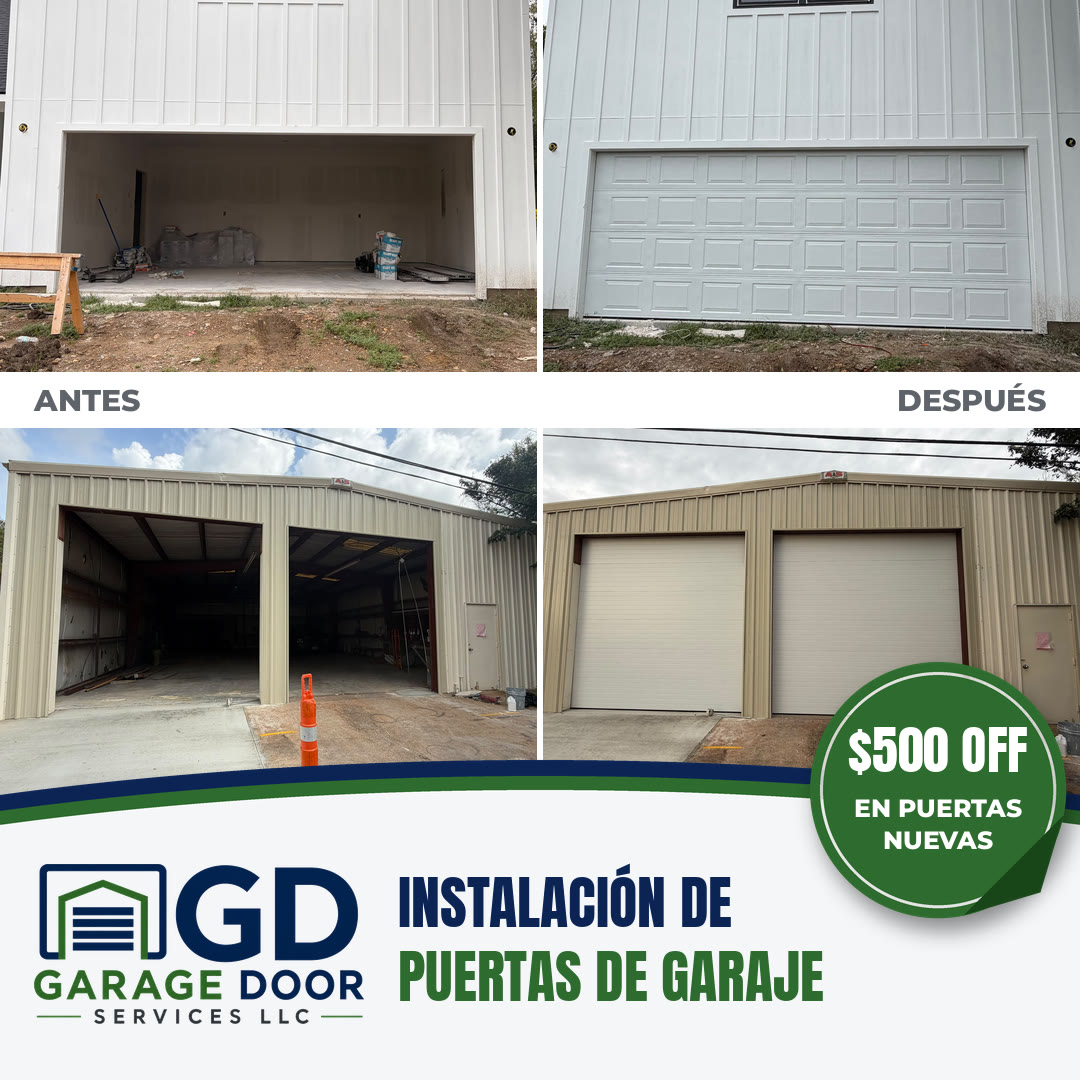 ANTES
DESPUÉS
$500 OFF
EN PUERTAS
NUEVAS
GD
GARAGE DOOR
SERVICES LLC
INSTALACIÓN DE
PUERTAS DE GARAJE